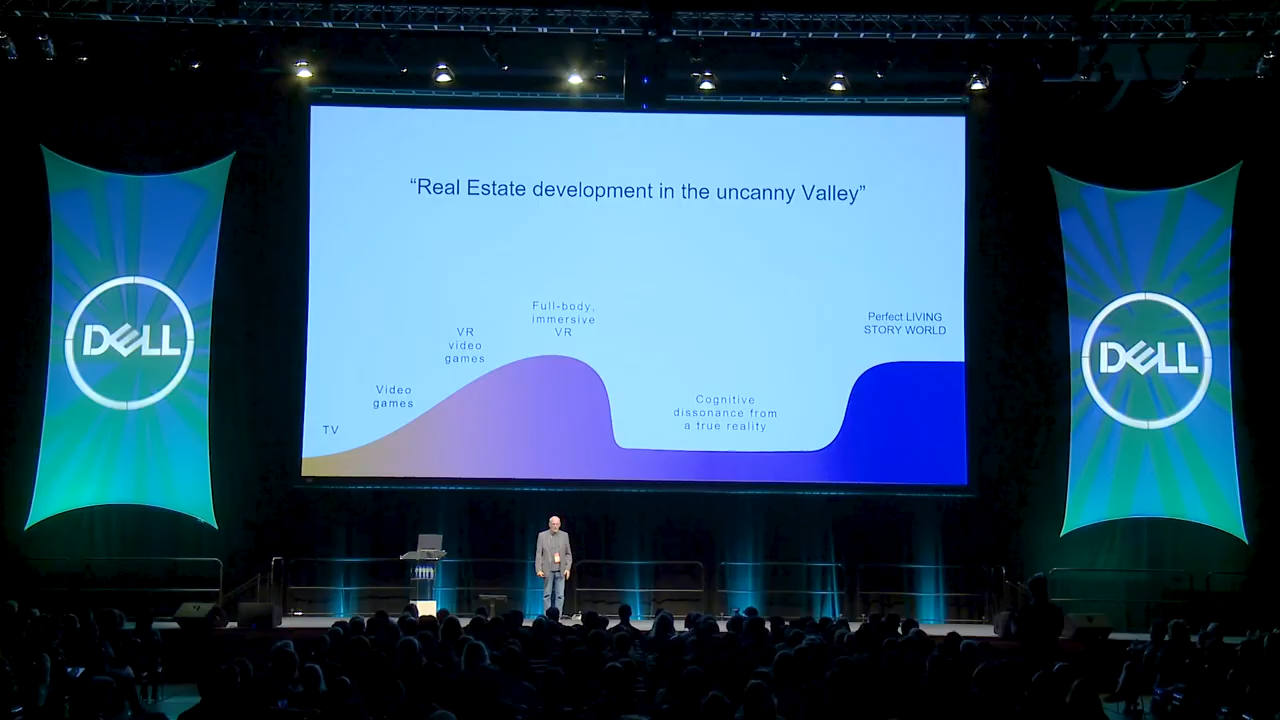 “Real Estate development in the uncanny Valley”
Full-body,
immersive
VR
Perfect LIVING
STORY WORLD
VR
video
games
Video
games
Cognitive
dissonance from
a true reality
TV
DELL
DELL